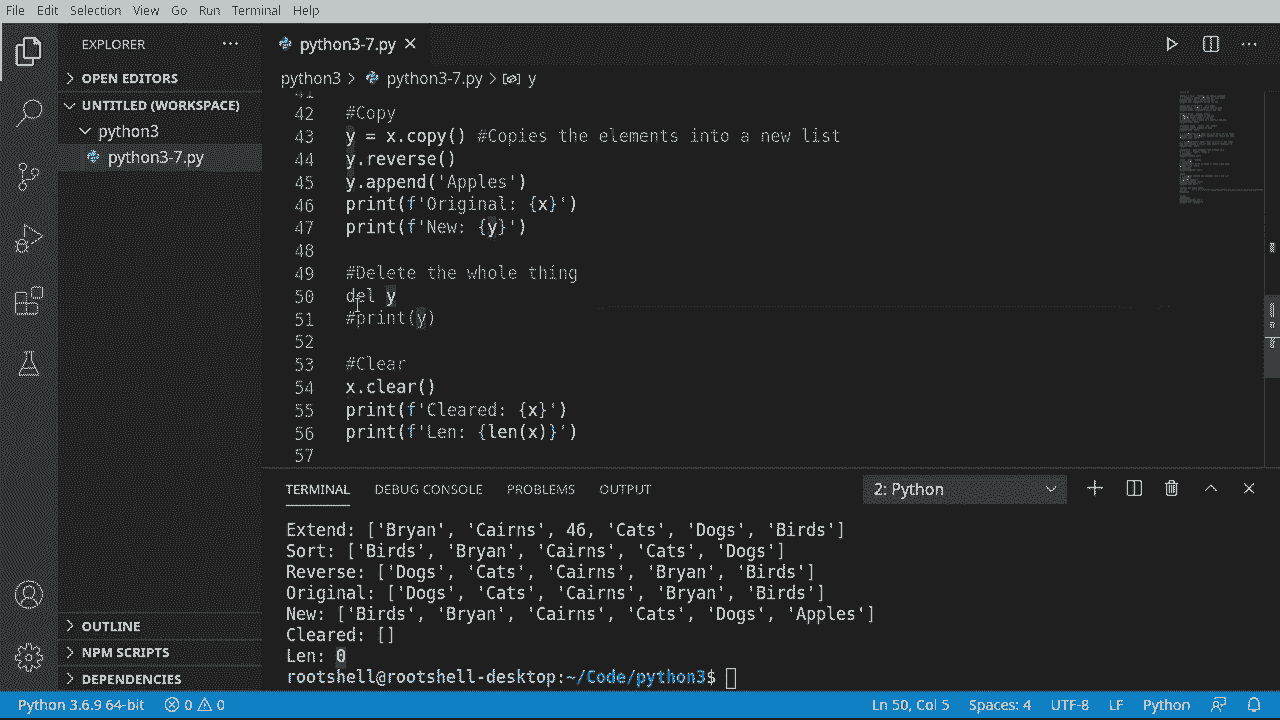 File Edit Selection View Go Run Terminal Help
EXPLORER ...
OPEN EDITORS
UNTITLED (WORKSPACE)
python3
python3-7.py
OUTLINE
NPM SCRIPTS
DEPENDENCIES
python3-7.py
python3 > python3-7.py > y
41
42 #Copy
43 y = x.copy() #Copies the elements into a new list
44 y.reverse()
45 y.append('Apples')
46 print(f'Original: {x}')
47 print(f'New: {y}')
48
49 #Delete the whole thing
50 del y
51 #print(y)
52
53 #Clear
54 x.clear()
55 print(f'Cleared: {x}')
56 print(f'Len: {len(x)}')
57
TERMINAL DEBUG CONSOLE PROBLEMS OUTPUT 2: Python
Extend: ['Bryan', 'Cairns', 46, 'Cats', 'Dogs', 'Birds']
Sort: ['Birds', 'Bryan', 'Cairns', 'Cats', 'Dogs']
Reverse: ['Dogs', 'Cats', 'Cairns', 'Bryan', 'Birds']
Original: ['Dogs', 'Cats', 'Cairns', 'Bryan', 'Birds']
New: ['Birds', 'Bryan', 'Cairns', 'Cats', 'Dogs', 'Apples']
Cleared: []
Len: 0
rootshell@rootshell-desktop:~/Code/python3$
Python 3.6.9 64-bit 0 0 Ln 50, Col 5 Spaces: 4 UTF-8 LF Python